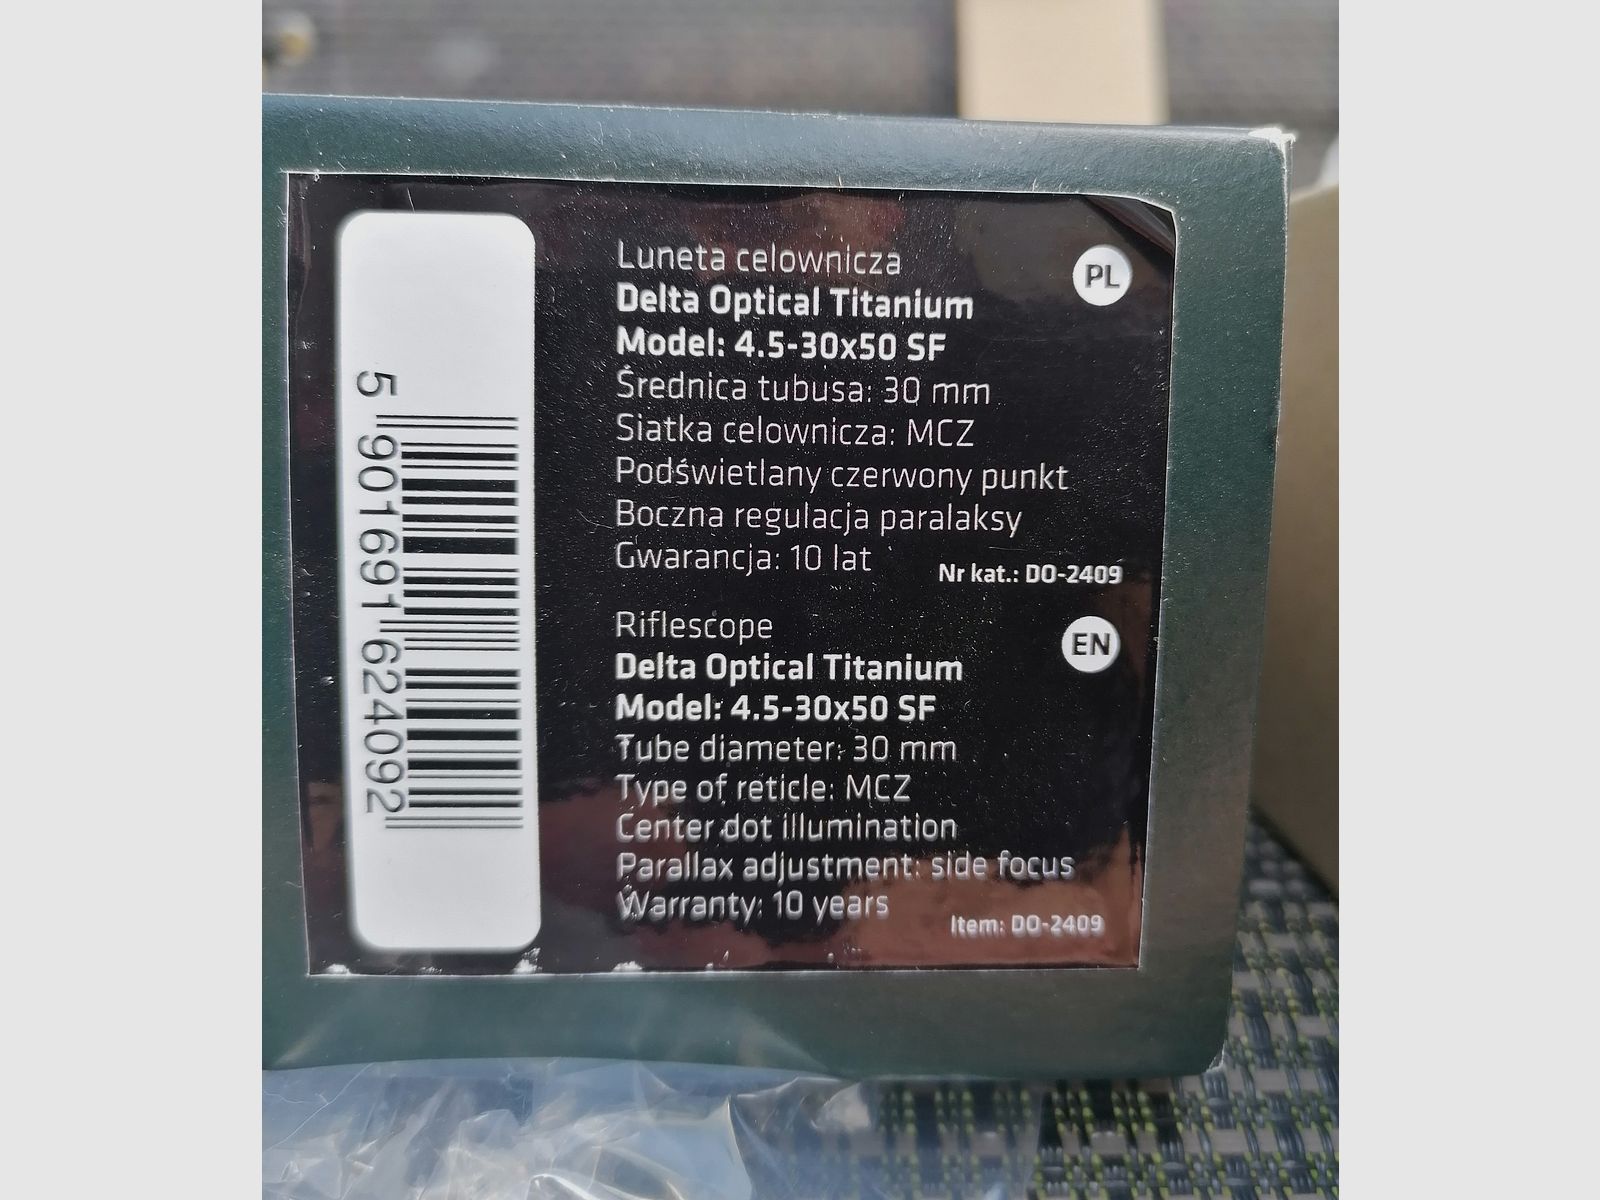 Luneta celownicza
PL
Delta Optical Titanium
Model: 4.5-30x50 SF
Średnica tubusa: 30 mm
Siatka celownicza: MCZ
Podświetlany czerwony punkt
Boczna regulacja paralaksy
Gwarancja: 10 lat
Nr kat.: DO-2409
Riflescope
EN
Delta Optical Titanium
Model: 4.5-30x50 SF
Tube diameter: 30 mm
Type of reticle: MCZ
Center dot illumination
Parallax adjustment: side focus
Warranty: 10 years
Item: DO-2409
5 901691 624092